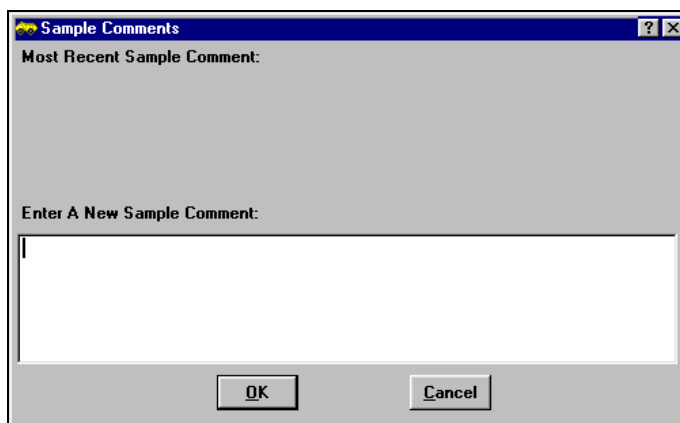 Sample Comments
Most Recent Sample Comment:
Enter A New Sample Comment:
OK
Cancel